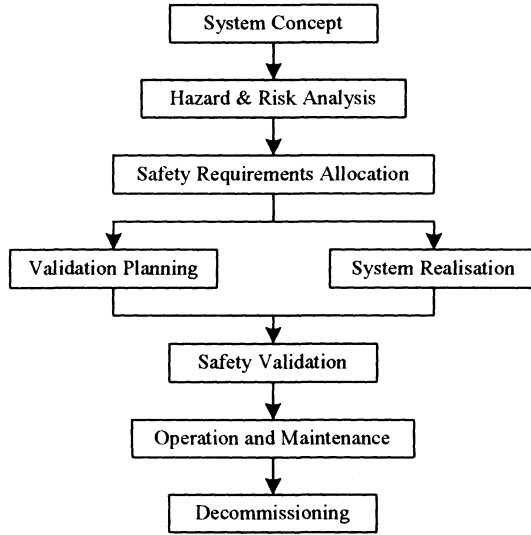 System Concept
Hazard & Risk Analysis
Safety Requirements Allocation
Validation Planning
System Realisation
Safety Validation
Operation and Maintenance
Decommissioning